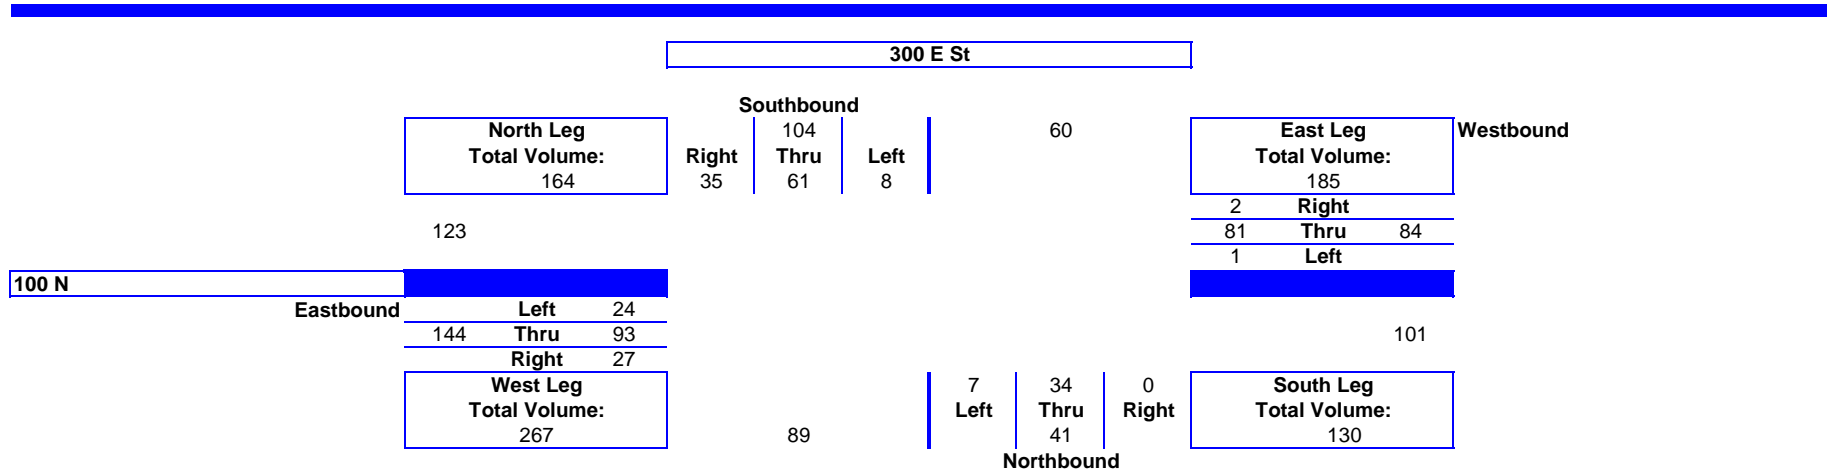 300 E St
Southbound
North Leg 104 60 East Leg Westbound
Total Volume: Right Thru Left Total Volume:
164 35 61 8 185
2 Right
123 81 Thru 84
1 Left
100 N
Eastbound Left 24
144 Thru 93 101
Right 27
West Leg 7 34 0 South Leg
Total Volume: Left Thru Right Total Volume:
267 89 41 130
Northbound